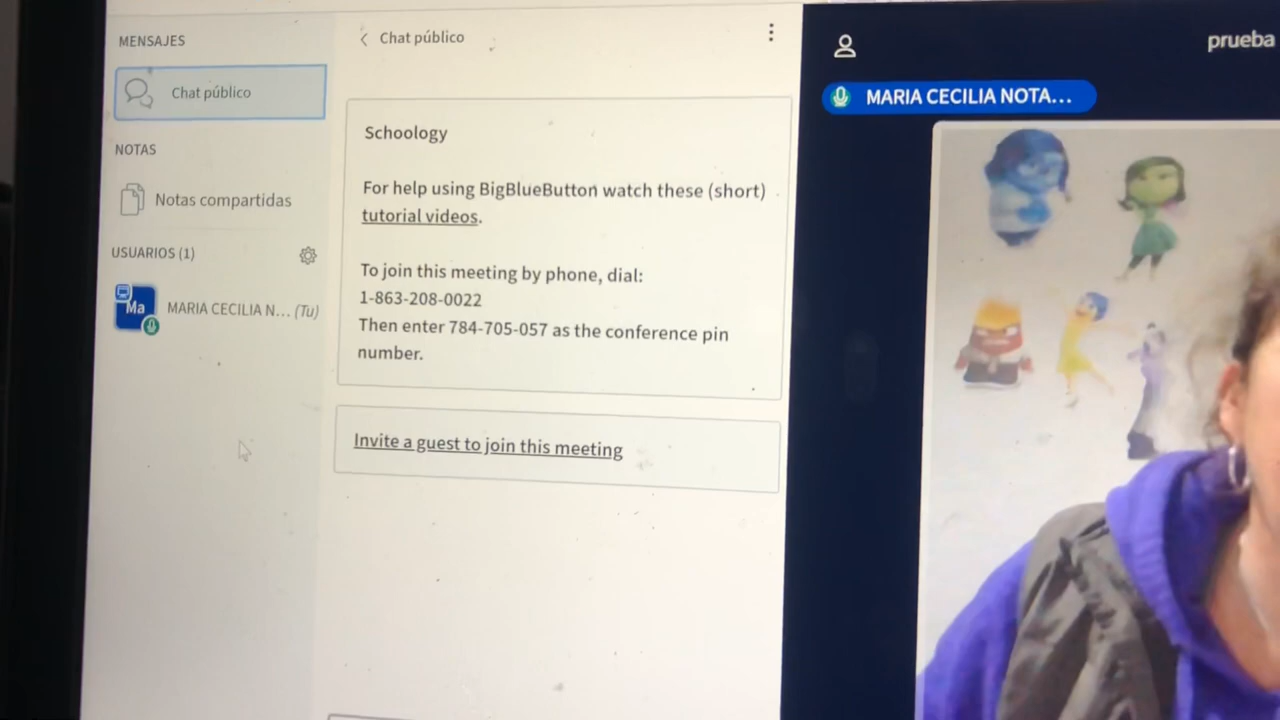 MENSAJES
Chat público
NOTAS
Notas compartidas
USUARIOS (1)
Ma
MARIA CECILIA N... (Tu)
Chat público
Schoology
For help using BigBlueButton watch these (short)
tutorial videos.
To join this meeting by phone, dial:
1-863-208-0022
Then enter 784-705-057 as the conference pin
number.
Invite a guest to join this meeting
prueba
MARIA CECILIA NOTA...